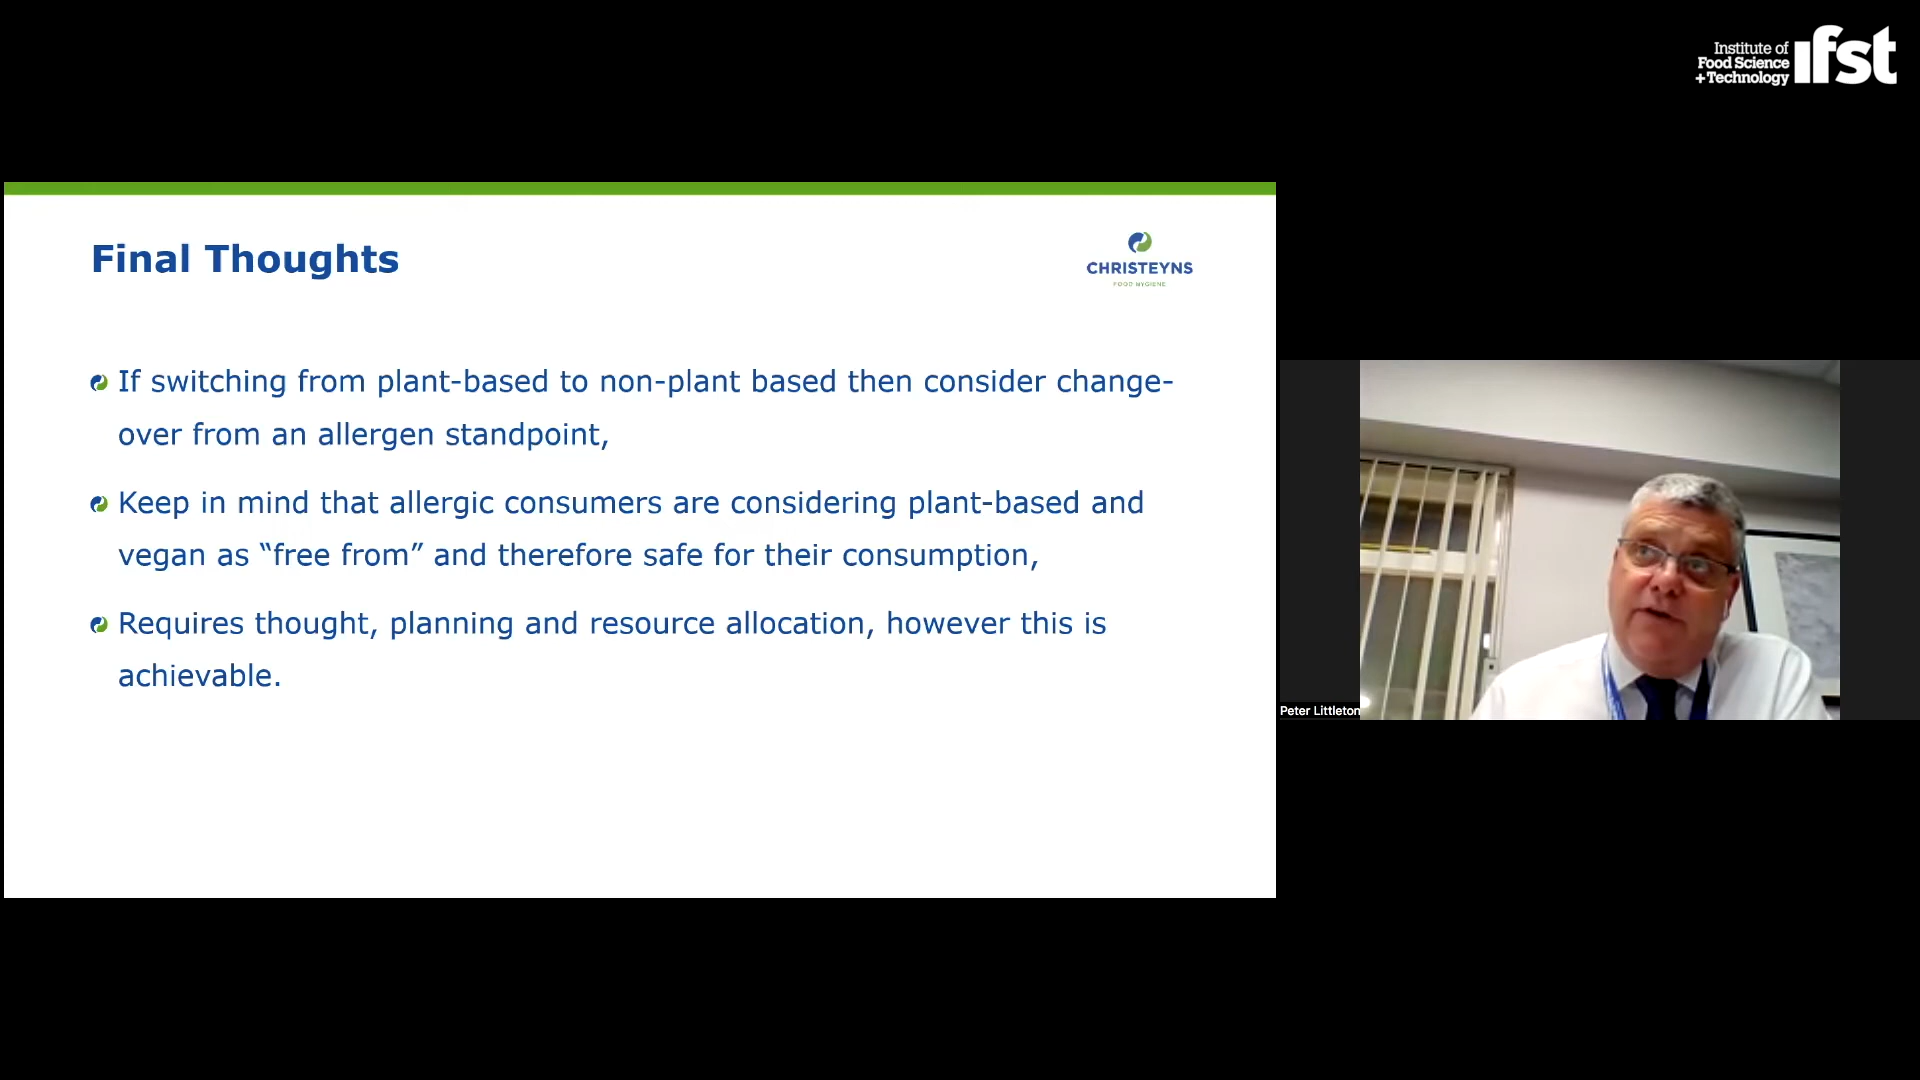 Institute of
Food Science
+Technology
ifst
Final Thoughts
CHRISTEYNS
FOOD HYGIENE
If switching from plant-based to non-plant based then consider change-
over from an allergen standpoint,
Keep in mind that allergic consumers are considering plant-based and
vegan as “free from” and therefore safe for their consumption,
Requires thought, planning and resource allocation, however this is
achievable.
Peter Littleton